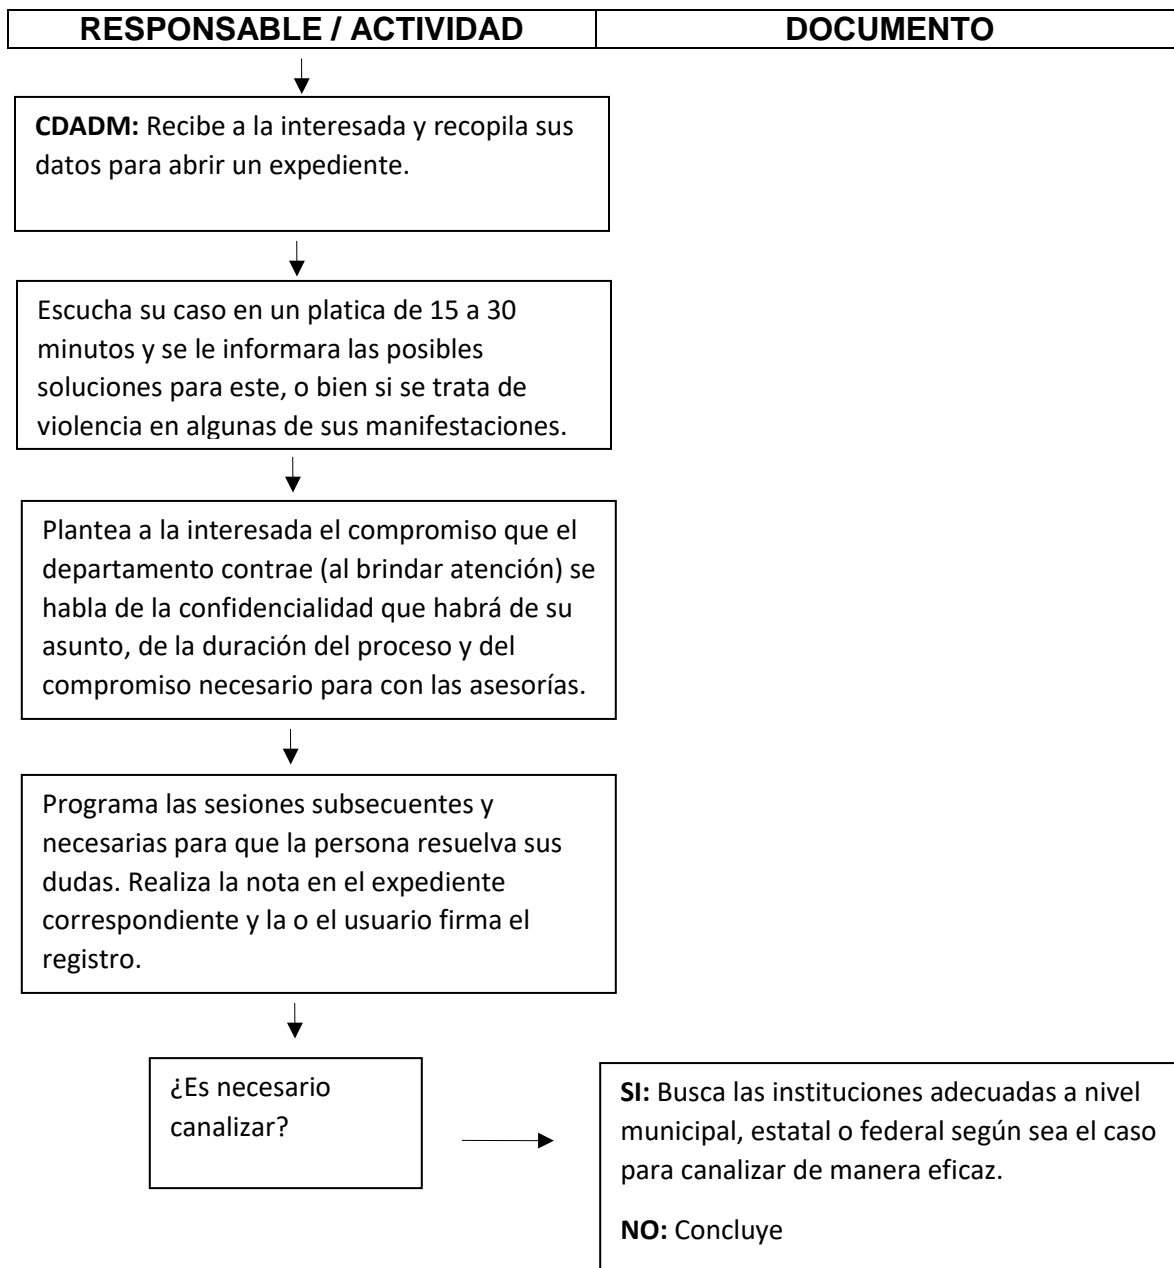 RESPONSABLE / ACTIVIDAD
DOCUMENTO
CDADM: Recibe a la interesada y recopila sus
datos para abrir un expediente.
Escucha su caso en un platica de 15 a 30
minutos y se le informara las posibles
soluciones para este, o bien si se trata de
violencia en algunas de sus manifestaciones.
Plantea a la interesada el compromiso que el
departamento contrae (al brindar atención) se
habla de la confidencialidad que habrá de su
asunto, de la duración del proceso y del
compromiso necesario para con las asesorías.
Programa las sesiones subsecuentes y
necesarias para que la persona resuelva sus
dudas. Realiza la nota en el expediente
correspondiente y la o el usuario firma el
registro.
¿Es necesario
canalizar?
SI: Busca las instituciones adecuadas a nivel
municipal, estatal o federal según sea el caso
para canalizar de manera eficaz.
NO: Concluye